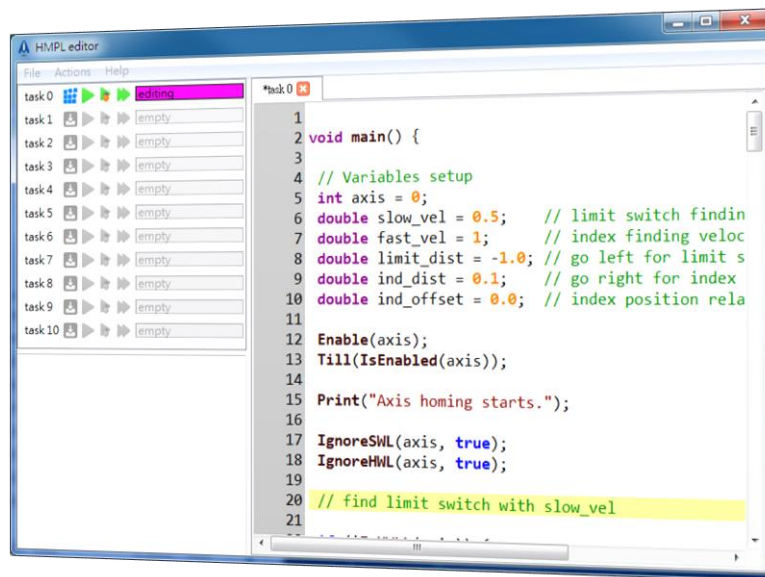 HMPL editor
File Actions Help
task 0 editing
task 1 empty
task 2 empty
task 3 empty
task 4 empty
task 5 empty
task 6 empty
task 7 empty
task 8 empty
task 9 empty
task 10 empty
*task 0
1
2 void main() {
3
4 // Variables setup
5 int axis = 0;
6 double slow_vel = 0.5; // limit switch findin
7 double fast_vel = 1; // index finding veloc
8 double limit_dist = -1.0; // go left for limit s
9 double ind_dist = 0.1; // go right for index
10 double ind_offset = 0.0; // index position rela
11
12 Enable(axis);
13 Till(IsEnabled(axis));
14
15 Print("Axis homing starts.");
16
17 IgnoreSWL(axis, true);
18 IgnoreHWL(axis, true);
19
20 // find limit switch with slow_vel
21